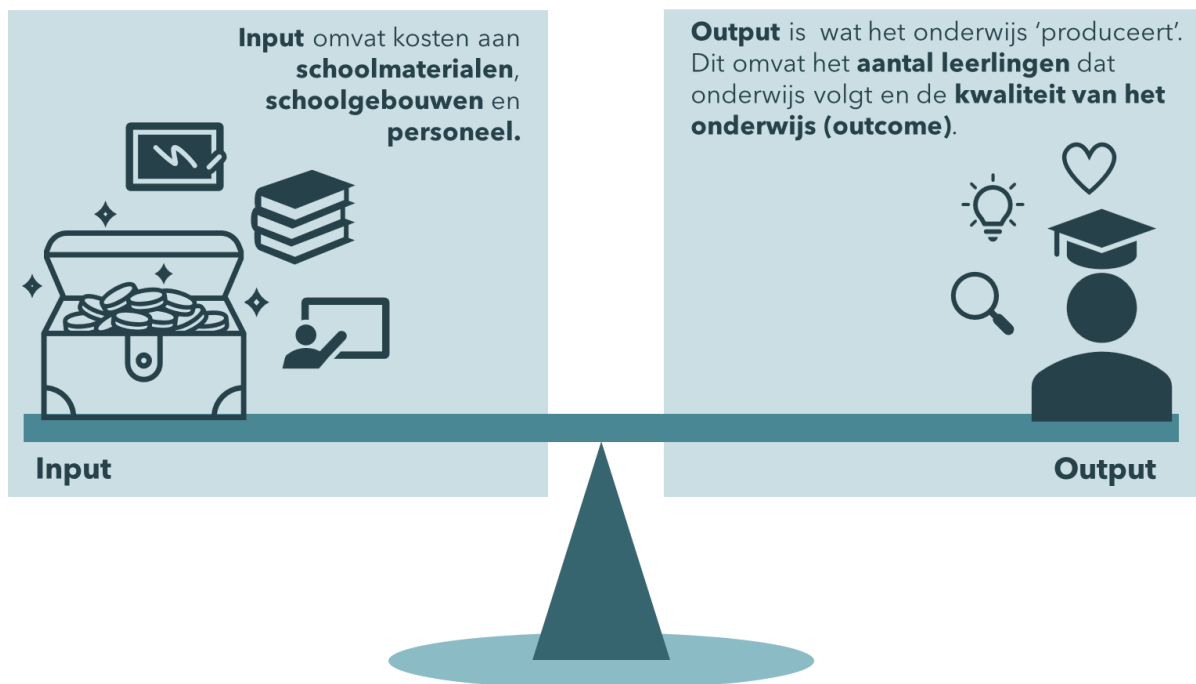 Input omvat kosten aan
schoolmaterialen,
schoolgebouwen en
personeel.
Output is wat het onderwijs ‘produceert’.
Dit omvat het aantal leerlingen dat
onderwijs volgt en de kwaliteit van het
onderwijs (outcome).
Input
Output